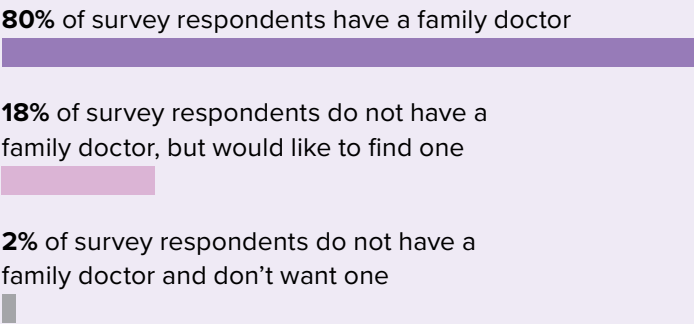 80% of survey respondents have a family doctor
18% of survey respondents do not have a
family doctor, but would like to find one
2% of survey respondents do not have a
family doctor and don’t want one